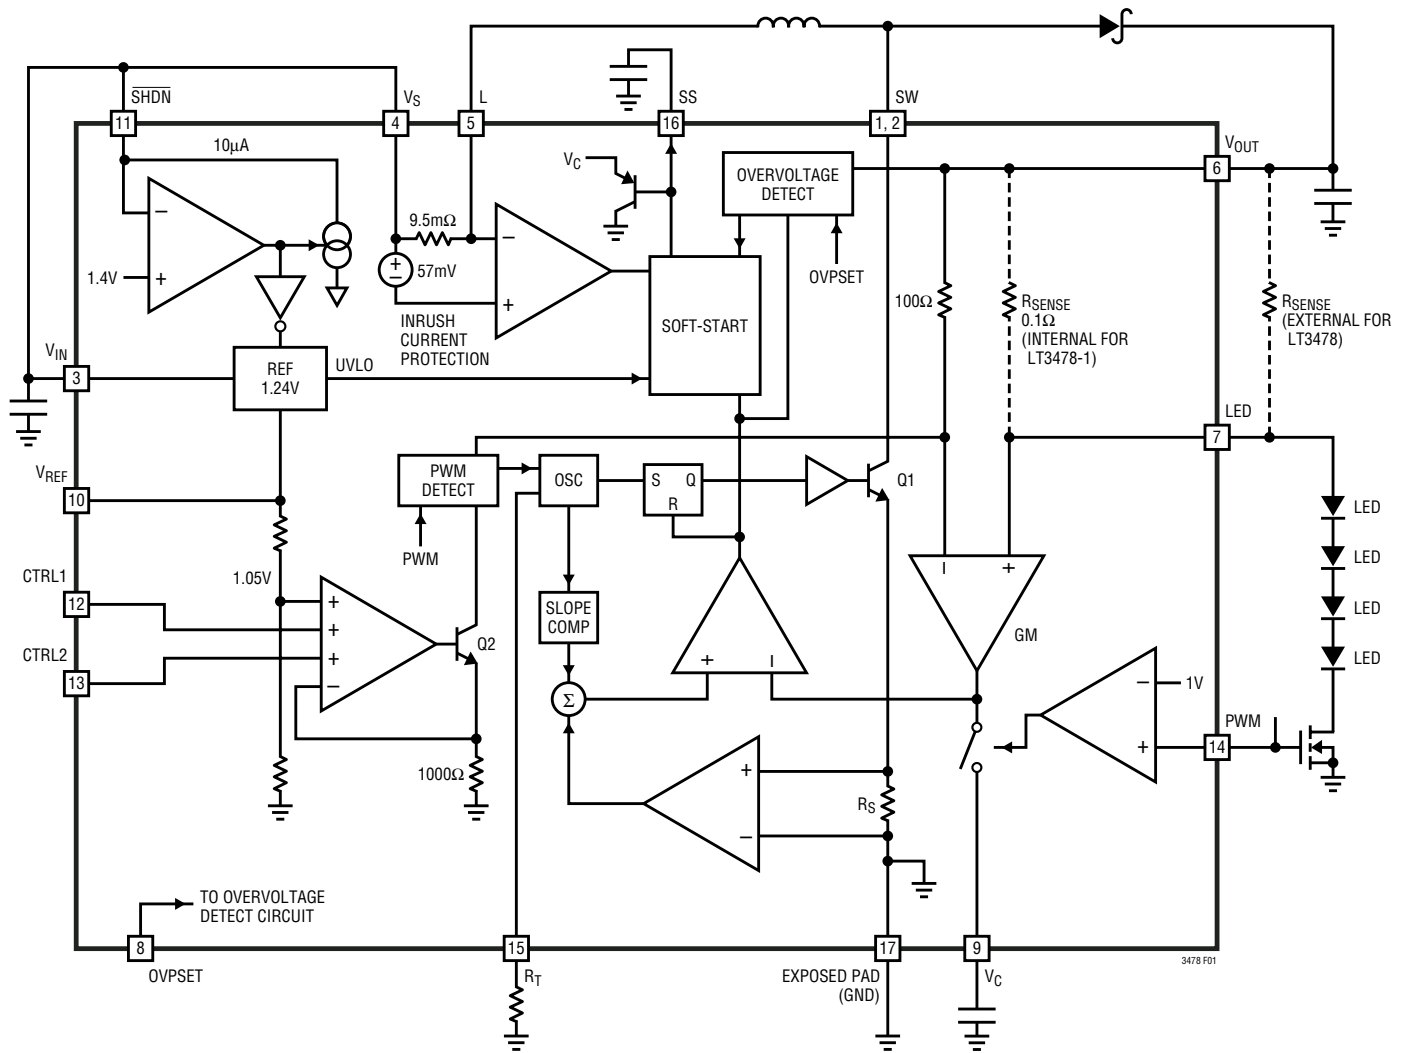 SHDN
VS
L
SS
SW
11
4
5
16
1, 2
VOUT
6
10µA
VC
OVERVOLTAGE
DETECT
9.5mΩ
–
–
1.4V
+
+
–
57mV
+
OVPSET
SOFT-START
100Ω
RSENSE
0.1Ω
(INTERNAL FOR
LT3478-1)
RSENSE
(EXTERNAL FOR
LT3478)
INRUSH
CURRENT
PROTECTION
VIN
3
REF
1.24V
UVLO
LED
7
VREF
10
PWM
DETECT
OSC
S Q
R
Q1
LED
PWM
LED
1.05V
–
+
CTRL1
12
+
+
+
–
SLOPE
COMP
LED
GM
Q2
CTRL2
13
LED
+
–
–
1V
Σ
PWM
14
+
1000Ω
+
RS
–
TO OVERVOLTAGE
DETECT CIRCUIT
8
15
17
9
3478 F01
OVPSET
RT
EXPOSED PAD
(GND)
VC